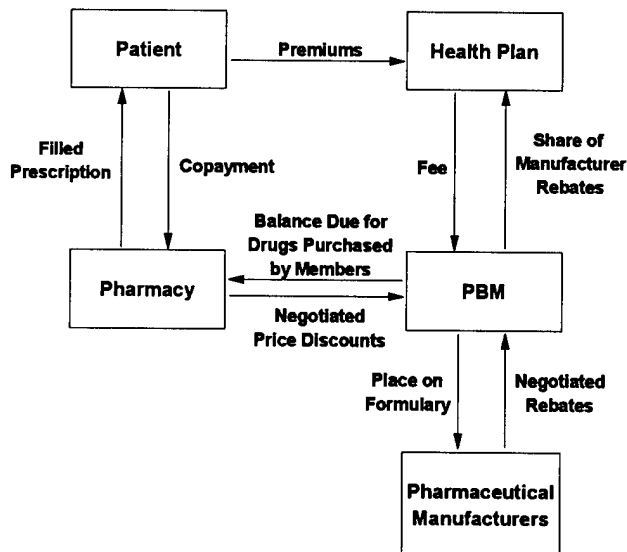 Patient
Premiums
Health Plan
Filled
Prescription
Copayment
Fee
Share of
Manufacturer
Rebates
Balance Due for
Drugs Purchased
by Members
Pharmacy
PBM
Negotiated
Price Discounts
Place on
Formulary
Negotiated
Rebates
Pharmaceutical
Manufacturers